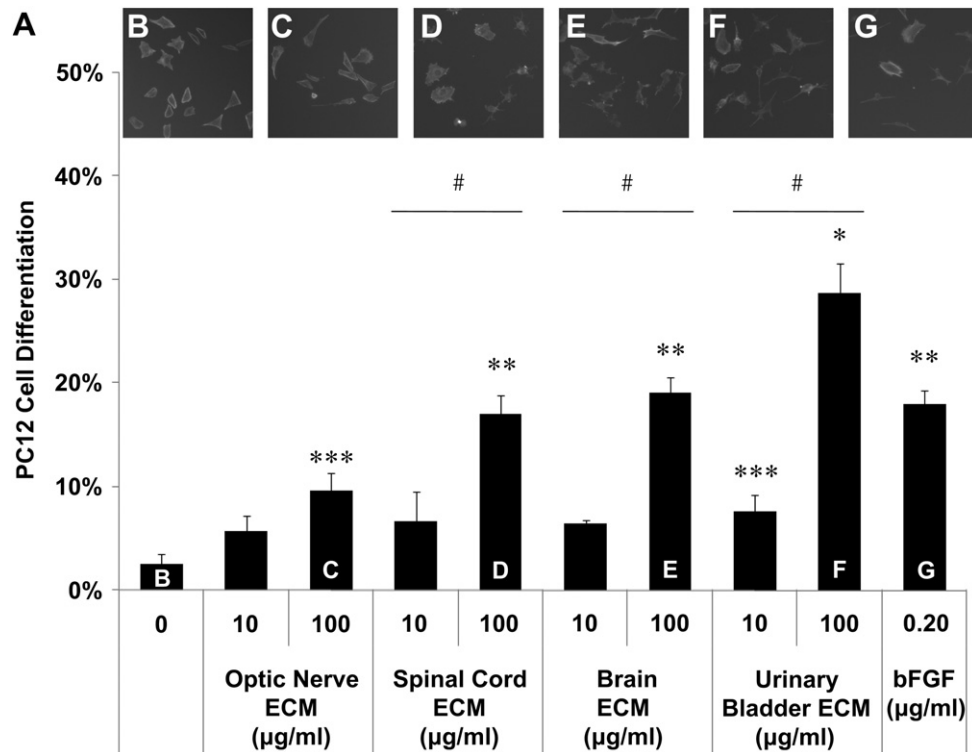 A
B
C
D
E
F
G
50%
40%
30%
20%
10%
0%
PC12 Cell Differentiation
#
#
#
*
**
**
**
***
***
B
C
D
E
F
G
0
10
100
10
100
10
100
10
100
0.20
Optic Nerve
ECM
(µg/ml)
Spinal Cord
ECM
(µg/ml)
Brain
ECM
(µg/ml)
Urinary
Bladder ECM
(µg/ml)
bFGF
(µg/ml)